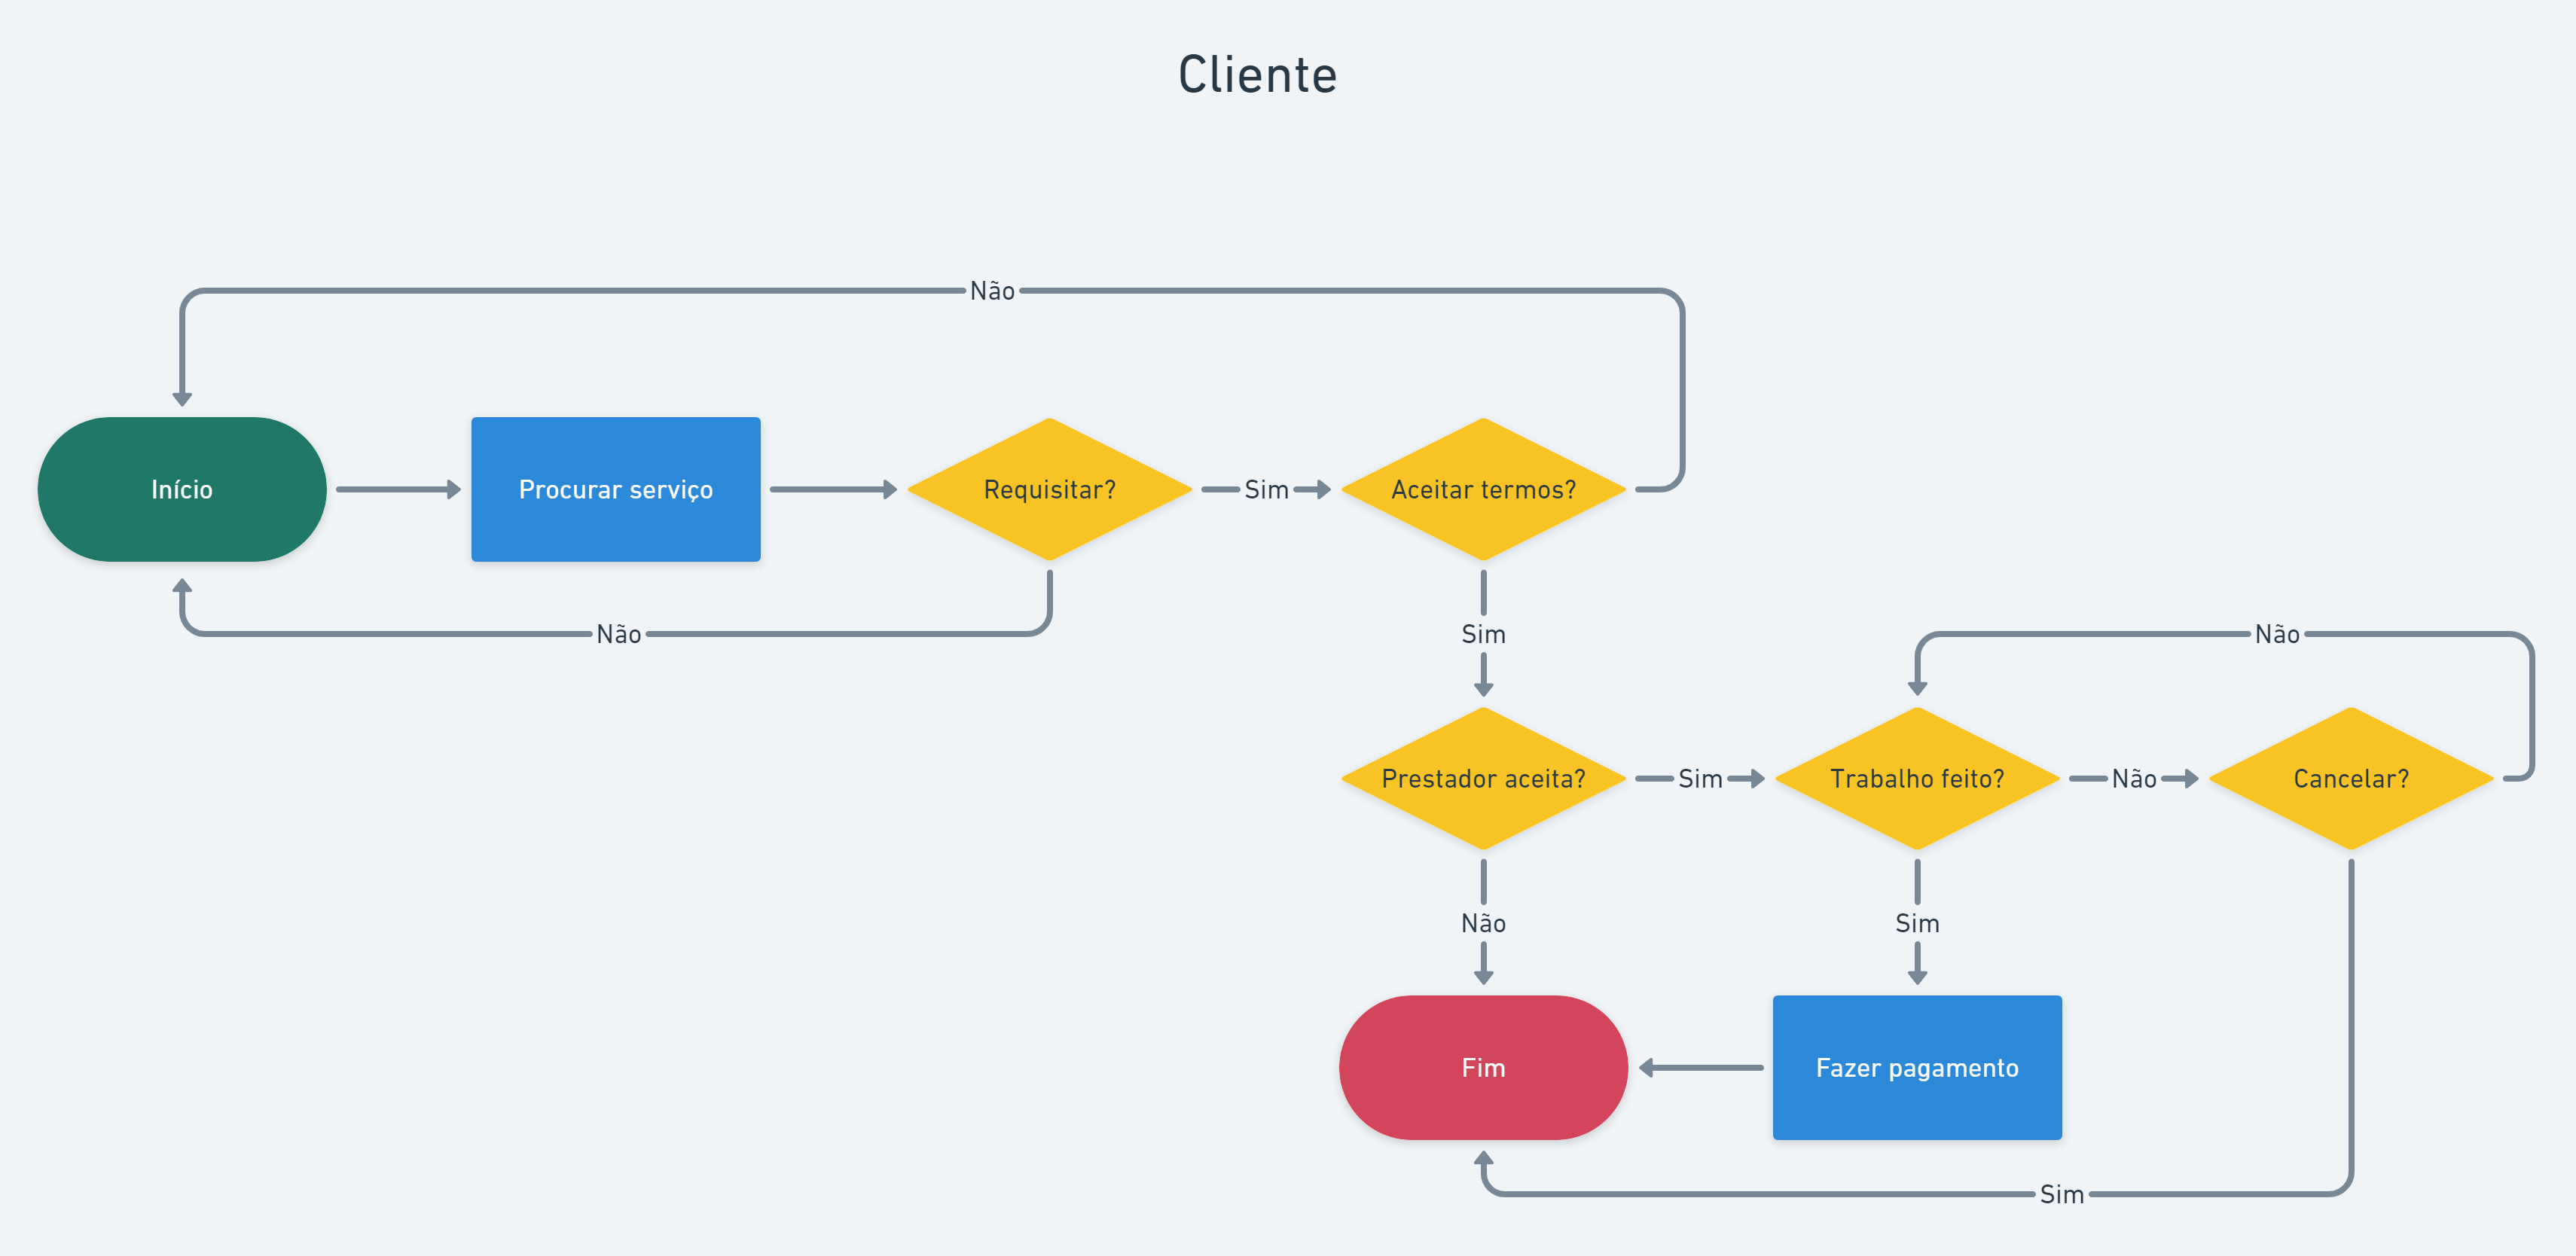 Cliente
Não
Início
Procurar serviço
Requisitar?
Sim
Aceitar termos?
Não
Sim
Não
Prestador aceita?
Sim
Trabalho feito?
Não
Cancelar?
Não
Sim
Fim
Fazer pagamento
Sim